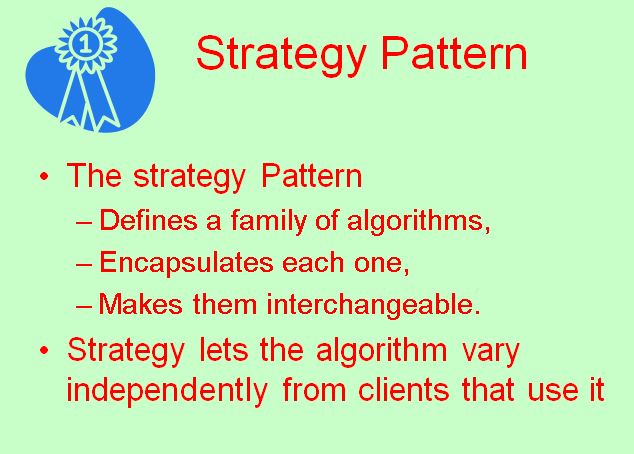 1
Strategy Pattern
• The strategy Pattern
– Defines a family of algorithms,
– Encapsulates each one,
– Makes them interchangeable.
• Strategy lets the algorithm vary
independently from clients that use it